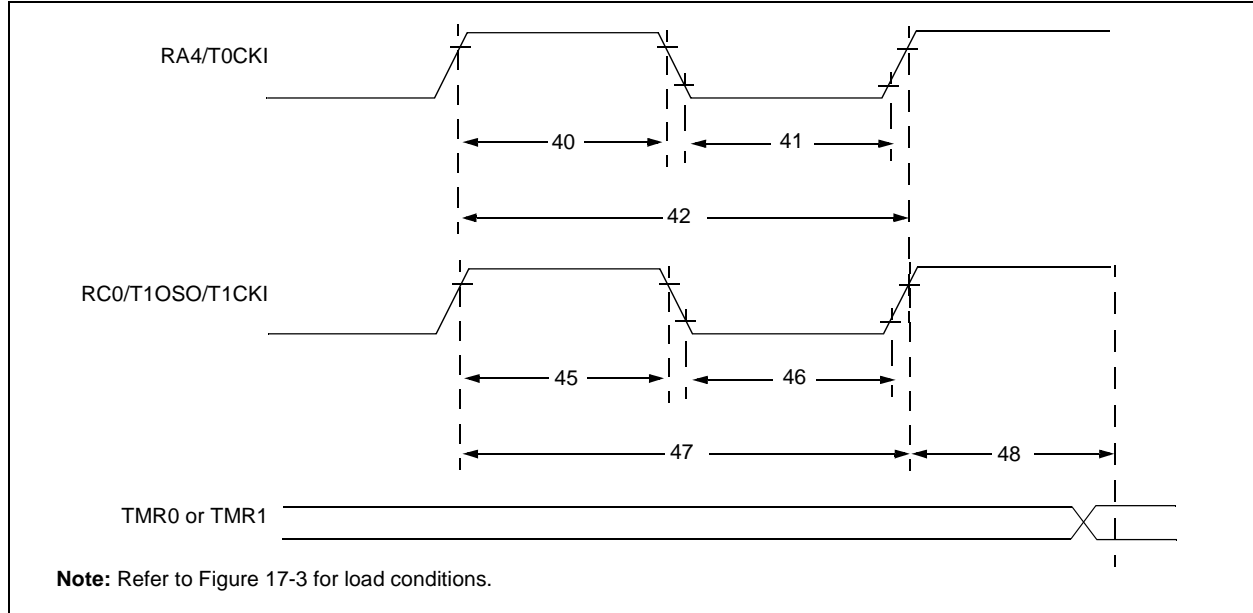 RA4/T0CKI
40
41
42
RC0/T1OSO/T1CKI
45
46
47
48
TMR0 or TMR1
Note: Refer to Figure 17-3 for load conditions.